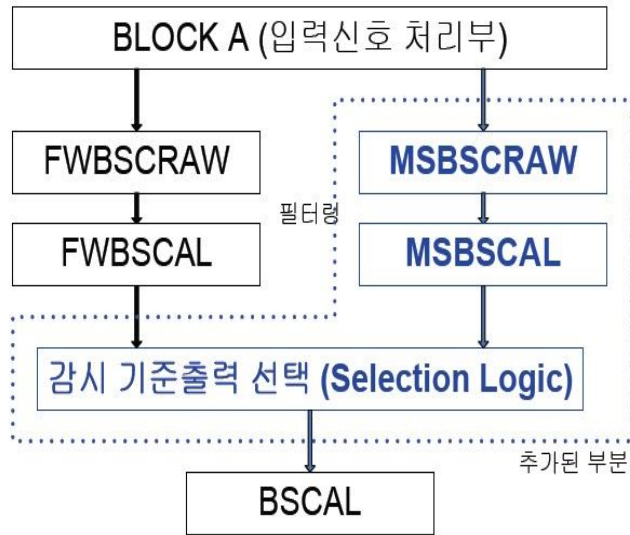 BLOCK A (입력신호 처리부)
FWBSCRAW
MSBSCRAW
필터링
FWBSCAL
MSBSCAL
감시 기준출력 선택 (Selection Logic)
추가된 부분
BSCAL